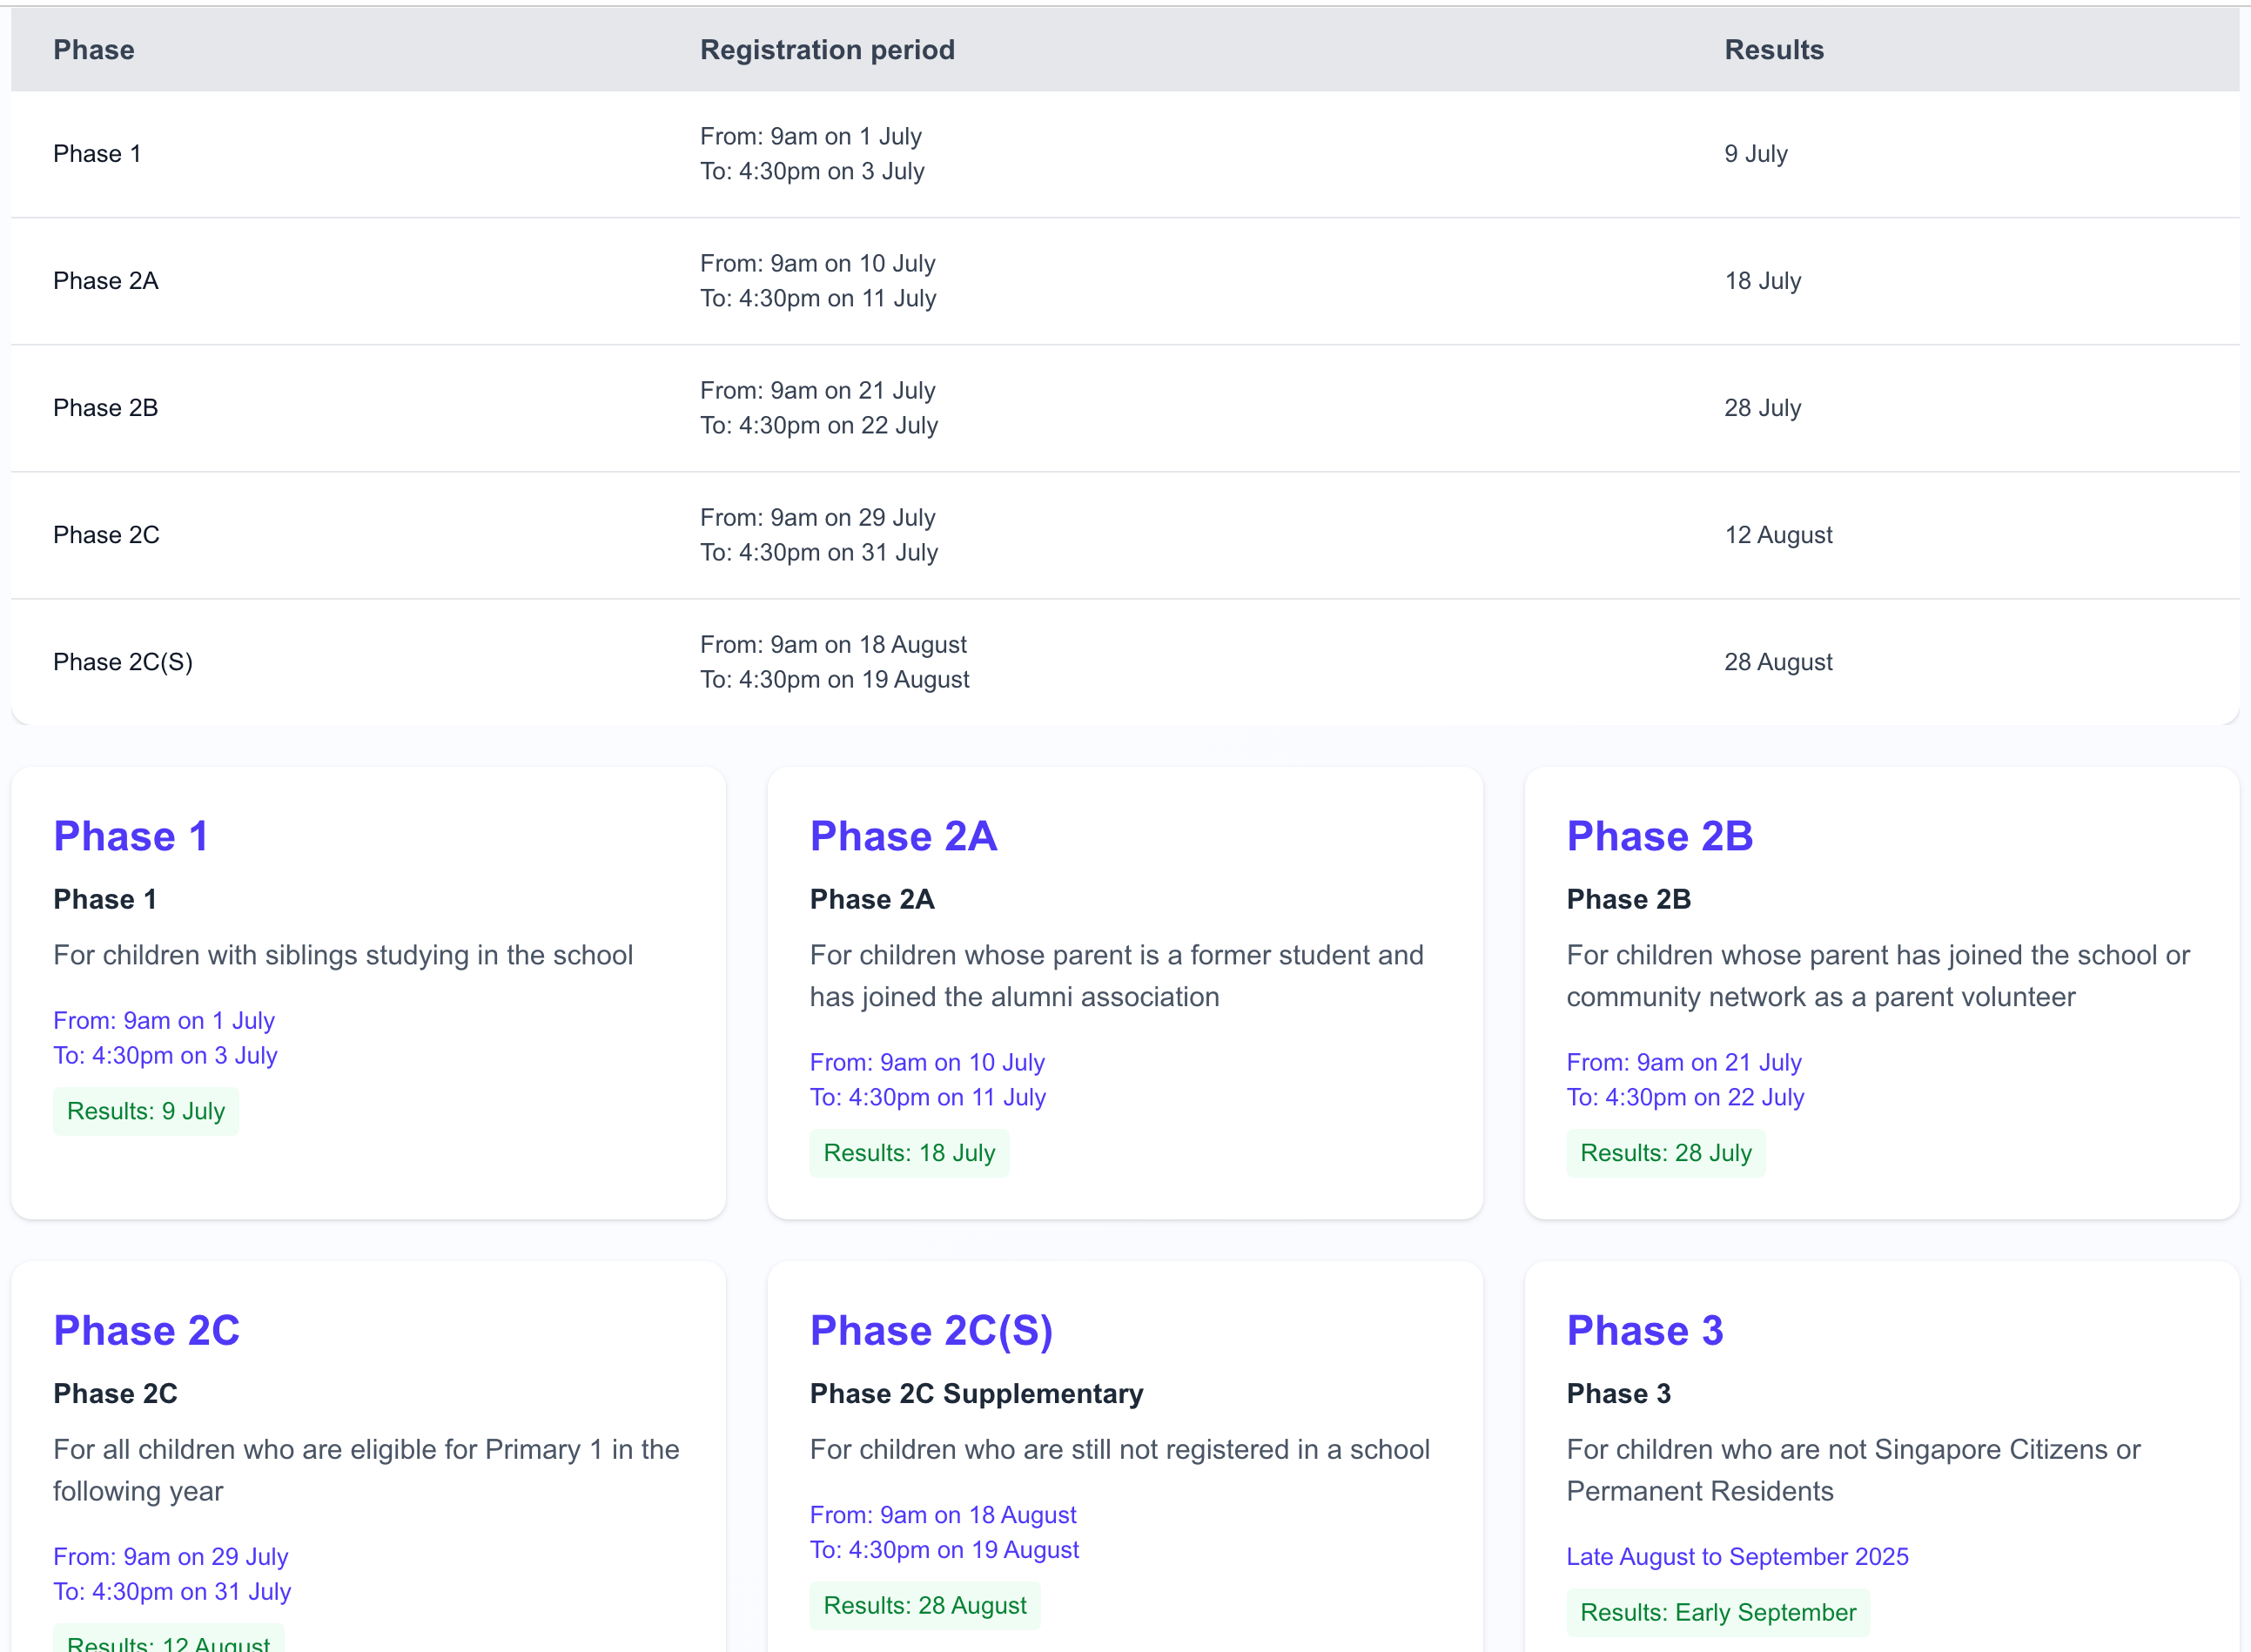 Phase Registration period Results
Phase 1
From: 9am on 1 July
To: 4:30pm on 3 July
9 July
Phase 2A
From: 9am on 10 July
To: 4:30pm on 11 July
18 July
Phase 2B
From: 9am on 21 July
To: 4:30pm on 22 July
28 July
Phase 2C
From: 9am on 29 July
To: 4:30pm on 31 July
12 August
Phase 2C(S)
From: 9am on 18 August
To: 4:30pm on 19 August
28 August
Phase 1
Phase 1
For children with siblings studying in the school
From: 9am on 1 July
To: 4:30pm on 3 July
Results: 9 July
Phase 2A
Phase 2A
For children whose parent is a former student and
has joined the alumni association
From: 9am on 10 July
To: 4:30pm on 11 July
Results: 18 July
Phase 2B
Phase 2B
For children whose parent has joined the school or
community network as a parent volunteer
From: 9am on 21 July
To: 4:30pm on 22 July
Results: 28 July
Phase 2C
Phase 2C
For all children who are eligible for Primary 1 in the
following year
From: 9am on 29 July
To: 4:30pm on 31 July
Results: 12 August
Phase 2C(S)
Phase 2C Supplementary
For children who are still not registered in a school
From: 9am on 18 August
To: 4:30pm on 19 August
Results: 28 August
Phase 3
Phase 3
For children who are not Singapore Citizens or
Permanent Residents
Late August to September 2025
Results: Early September